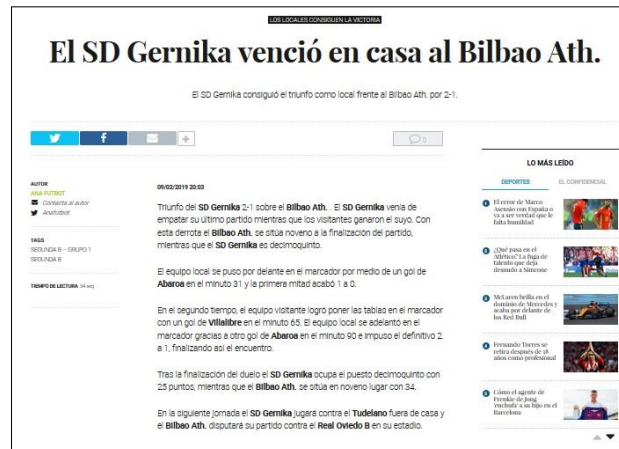 LOS LOCALES CONSIGUEN LA VICTORIA
El SD Gernika venció en casa al Bilbao Ath.
El SD Gernika consiguió el triunfo como local frente al Bilbao Ath. por 2-1.
f
+
0
AUTOR
ANA FUTBOT
Contacta al autor
Anafutbot
TAGS
SEGUNDA B – GRUPO 1
SEGUNDA B
TIEMPO DE LECTURA 54 seg
09/02/2019 20:03
Triunfo del SD Gernika 2-1 sobre el Bilbao Ath. . El SD Gernika venía de
empatar su último partido mientras que los visitantes ganaron el suyo. Con
esta derrota el Bilbao Ath. se sitúa noveno a la finalización del partido,
mientras que el SD Gernika es decimoquinto.
El equipo local se puso por delante en el marcador por medio de un gol de
Abaroa en el minuto 31 y la primera mitad acabó 1 a 0.
En el segundo tiempo, el equipo visitante logró poner las tablas en el marcador
con un gol de Villalibre en el minuto 65. El equipo local se adelantó en el
marcador gracias a otro gol de Abaroa en el minuto 90 e impuso el definitivo 2
a 1, finalizando así el encuentro.
Tras la finalización del duelo el SD Gernika ocupa el puesto decimoquinto con
25 puntos, mientras que el Bilbao Ath. se sitúa en noveno lugar con 34.
En la siguiente jornada el SD Gernika jugará contra el Tudelano fuera de casa y
el Bilbao Ath. disputará su partido contra el Real Oviedo B en su estadio.
LO MÁS LEÍDO
DEPORTES
EL CONFIDENCIAL
1 El error de Marco
Asensio con España o
va a ser verdad que le
falta humildad
2 ¿Qué pasa en el
Atlético? La fuga de
talento que deja
desnudo a Simeone
3 McLaren brilla en el
dominio de Mercedes y
acaba por delante de
los Red Bull
4 Fernando Torres se
retira después de 18
años como profesional
5 Cómo el agente de
Frenkie de Jong
'enchufa' a su hijo en el
Barcelona